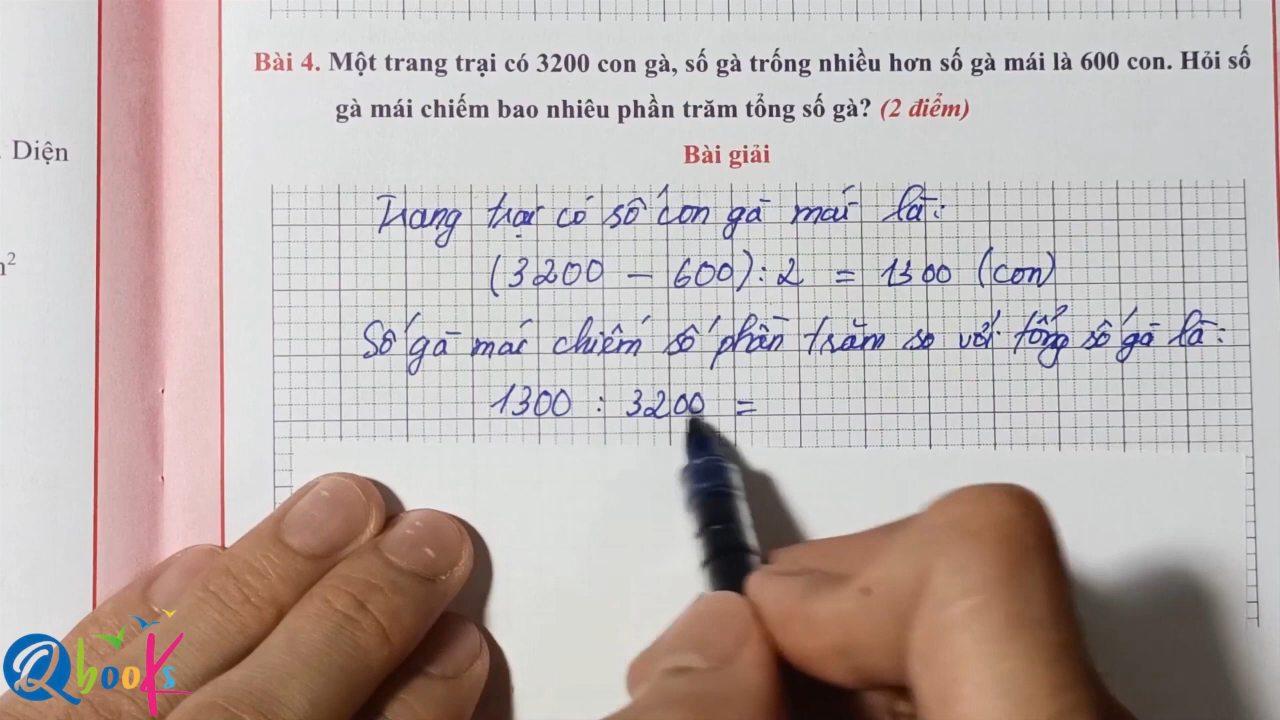 Bài 4. Một trang trại có 3200 con gà, số gà trống nhiều hơn số gà mái là 600 con. Hỏi số
gà mái chiếm bao nhiêu phần trăm tổng số gà? (2 điểm)
. Diện
Bài giải
Trang trại có số con gà mái là:
m²
(3200 - 600) : 2 = 1300 (con)
Số gà mái chiếm số phần trăm so với tổng số gà là:
1300 : 3200 =
Qbooks